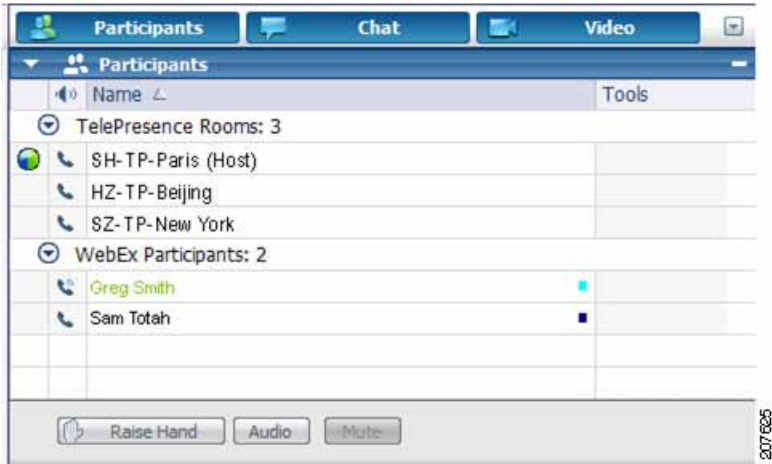 Participants Chat Video
Participants
Name Tools
TelePresence Rooms: 3
SH-TP-Paris (Host)
HZ-TP-Beijing
SZ-TP-New York
WebEx Participants: 2
Greg Smith
Sam Totah
Raise Hand Audio Mute
207625